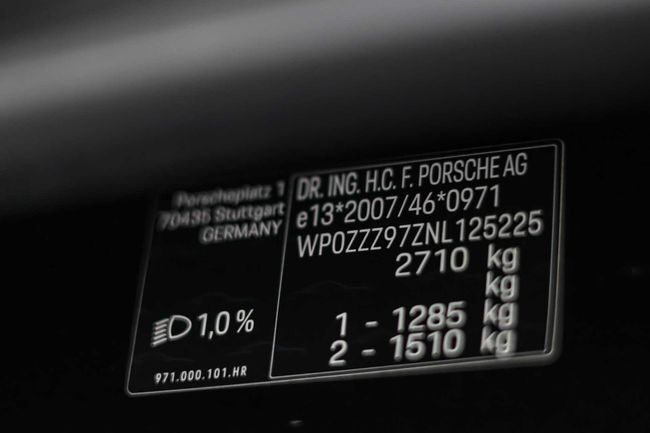 Porscheplatz 1
70435 Stuttgart
GERMANY
1,0 %
971.000.101.HR
DR. ING. H.C. F. PORSCHE AG
e13*2007/46*0971
WP0ZZZ97ZNL125225
2710 kg
kg
1 - 1285 kg
2 - 1510 kg